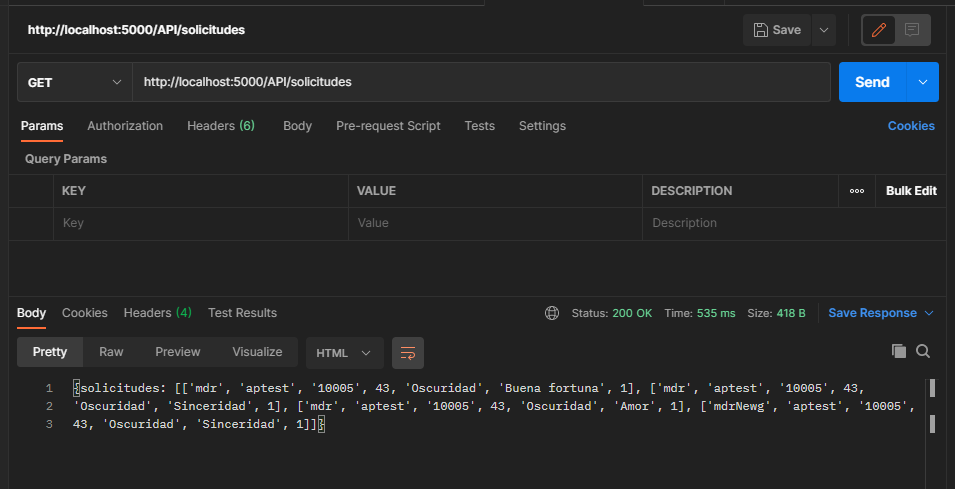 http://localhost:5000/API/solicitudes
Save
GET
http://localhost:5000/API/solicitudes
Send
Params
Authorization
Headers (6)
Body
Pre-request Script
Tests
Settings
Cookies
Query Params
KEY
VALUE
DESCRIPTION
Bulk Edit
Key
Value
Description
Body
Cookies
Headers (4)
Test Results
Status: 200 OK
Time: 535 ms
Size: 418 B
Save Response
Pretty
Raw
Preview
Visualize
HTML
1 {solicitudes: [['mdr', 'aptest', '10005', 43, 'Oscuridad', 'Buena fortuna', 1], ['mdr', 'aptest', '10005', 43,
2 'Oscuridad', 'Sinceridad', 1], ['mdr', 'aptest', '10005', 43, 'Oscuridad', 'Amor', 1], ['mdrNewg', 'aptest', '10005',
3 43, 'Oscuridad', 'Sinceridad', 1]]}